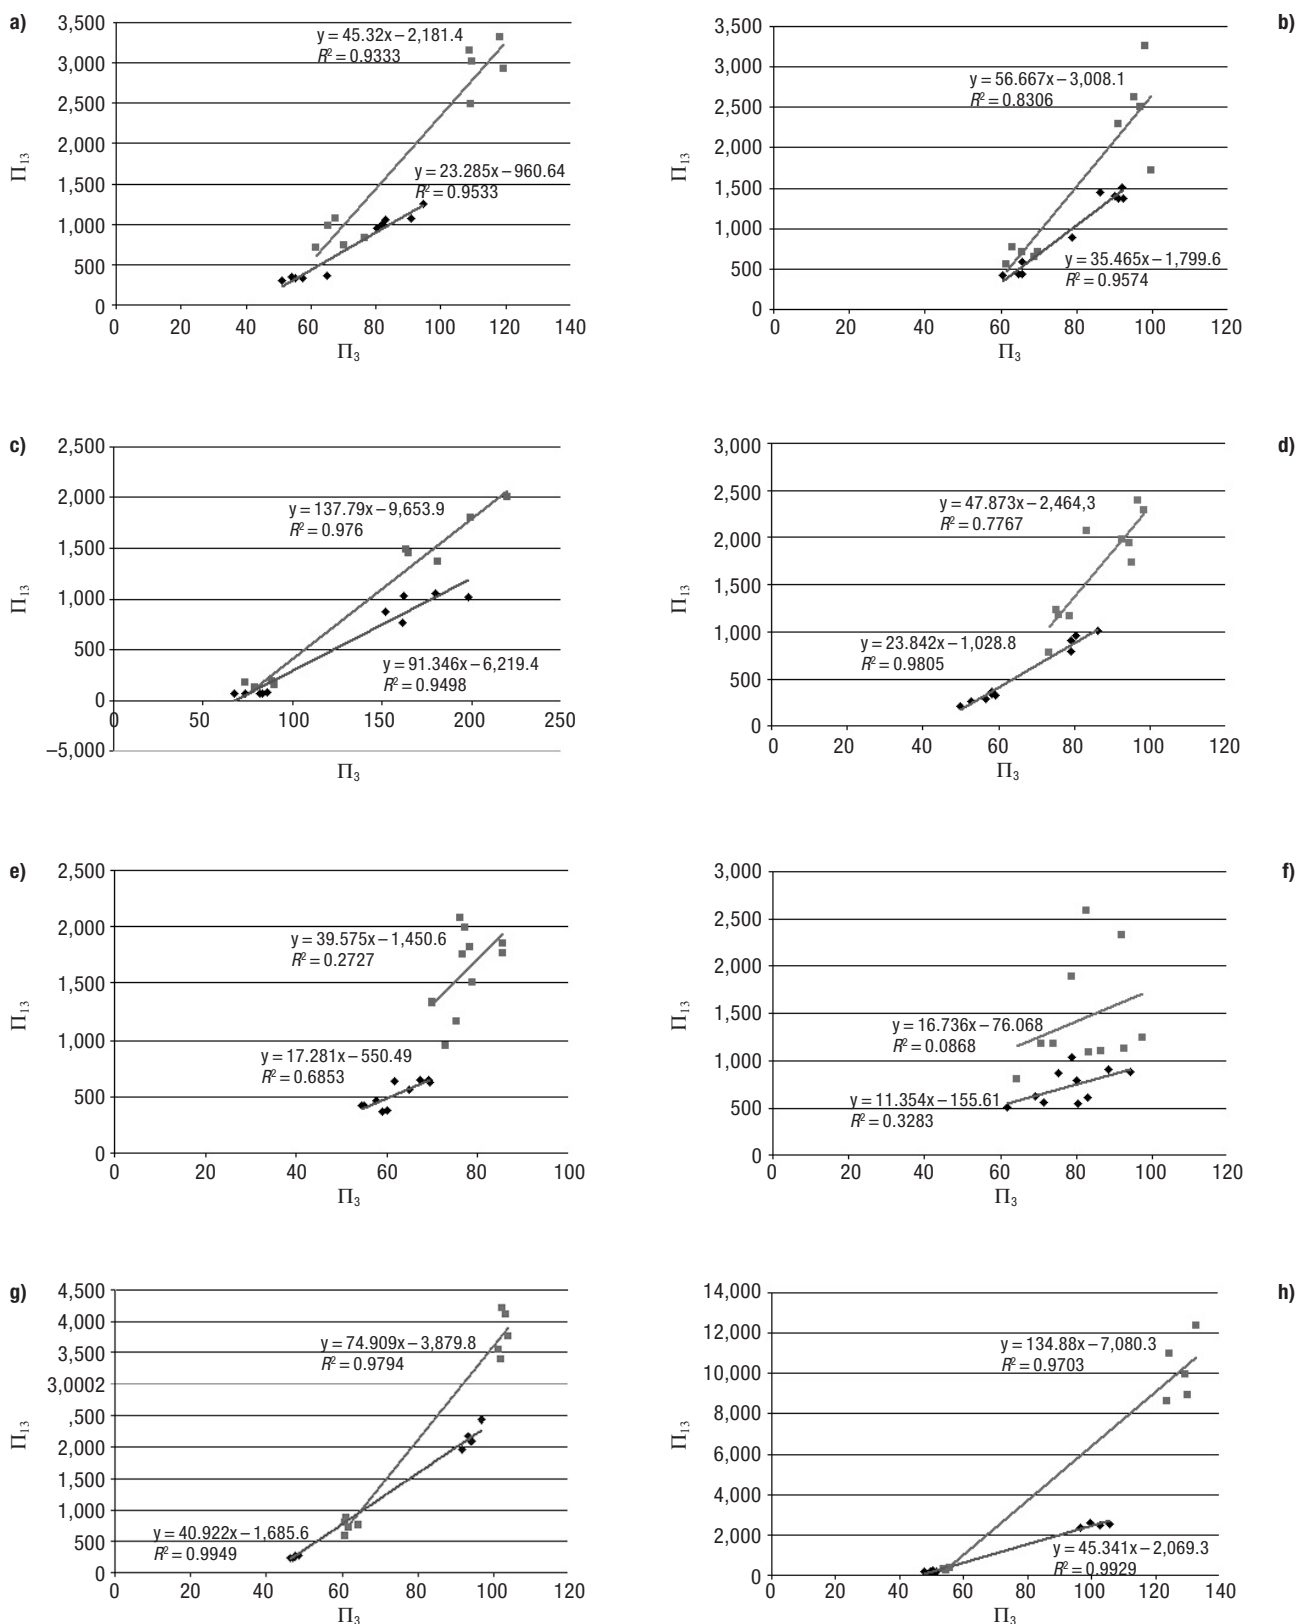 a)
3,500
3,000
2,500
2,000
1,500
1,000
500
0
Π13
y = 45.32x – 2,181.4
R² = 0.9333
y = 23.285x – 960.64
R² = 0.9533
0 20 40 60 80 100 120 140
Π3
b)
3,500
3,000
2,500
2,000
1,500
1,000
500
0
Π13
y = 56.667x – 3,008.1
R² = 0.8306
y = 35.465x – 1,799.6
R² = 0.9574
0 20 40 60 80 100 120
Π3
c)
2,500
2,000
1,500
1,000
500
0
–5,000
Π13
y = 137.79x – 9,653.9
R² = 0.976
y = 91.346x – 6,219.4
R² = 0.9498
0 50 100 150 200 250
Π3
d)
3,000
2,500
2,000
1,500
1,000
500
0
Π13
y = 47.873x – 2,464,3
R² = 0.7767
y = 23.842x – 1,028.8
R² = 0.9805
0 20 40 60 80 100 120
Π3
e)
2,500
2,000
1,500
1,000
500
0
Π13
y = 39.575x – 1,450.6
R² = 0.2727
y = 17.281x – 550.49
R² = 0.6853
0 20 40 60 80 100
Π3
f)
3,000
2,500
2,000
1,500
1,000
500
0
Π13
y = 16.736x – 76.068
R² = 0.0868
y = 11.354x – 155.61
R² = 0.3283
0 20 40 60 80 100 120
Π3
g)
4,500
4,000
3,500
3,0002
,500
2,000
1,500
1,000
500
0
Π13
y = 74.909x – 3,879.8
R² = 0.9794
y = 40.922x – 1,685.6
R² = 0.9949
0 20 40 60 80 100 120
Π3
h)
14,000
12,000
10,000
8,000
6,000
4,000
2,000
0
Π13
y = 134.88x – 7,080.3
R² = 0.9703
y = 45.341x – 2,069.3
R² = 0.9929
0 20 40 60 80 100 120 140
Π3